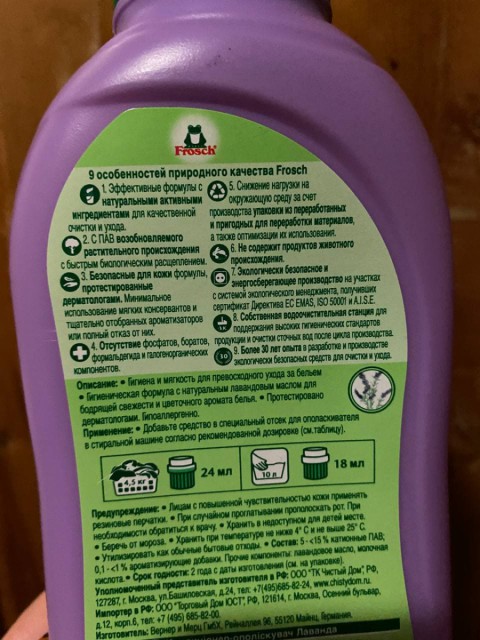 Frosch
9 особенностей природного качества Frosch
1. Эффективные формулы с
натуральными активными
ингредиентами для качественной
очистки и ухода.
2. С ПАВ возобновляемого
растительного происхождения
с быстрым биологическим расщеплением.
3. Безопасные для кожи формулы,
протестированные
дерматологами. Минимальное
использование мягких консервантов и
тщательно отобранных ароматизаторов
или полный отказ от них.
4. Отсутствие фосфатов, боратов,
формальдегида и галогенорганических
компонентов.
5. Снижение нагрузки на
окружающую среду за счет
производства упаковки из переработанных
и пригодных для переработки материалов,
а также оптимизации их использования.
6. Не содержит продуктов животного
происхождения.
7. Экологически безопасное и
энергосберегающее производство на участках
с системой экологического менеджмента, получивших
сертификат Директива ЕС EMAS, ISO 50001 и A.I.S.E.
8. Собственная водоочистительная станция для
поддержания высоких гигиенических стандартов
продукции и очистки сточных вод после цикла производства.
9. Более 30 лет опыта в разработке и производстве
экологически безопасных средств для очистки и ухода.
Описание: • Гигиена и мягкость для превосходного ухода за бельем
• Гигиеническая формула с натуральным лавандовым маслом для
бодрящей свежести и цветочного аромата белья. • Протестировано
дерматологами. Гипоаллергенно.
Применение: • Добавьте средство в специальный отсек для ополаскивателя
в стиральной машине согласно рекомендованной дозировке (см.таблицу).
4,5 кг
24 мл
10 л
18 мл
Предупреждение: • Лицам с повышенной чувствительностью кожи применять
резиновые перчатки. • При случайном проглатывании прополоскать рот. При
необходимости обратиться к врачу. • Хранить в недоступном для детей месте.
• Беречь от мороза. • Хранить при температуре не ниже 4° С и не выше 25° С.
• Утилизировать как обычные бытовые отходы. • Состав: 5 - <15 % катионные ПАВ;
0,1 - <1 % ароматизирующие добавки. Прочие компоненты: лавандовое масло, молочная
кислота. • Срок годности: 2 года с даты изготовления (см. на упаковке).
Уполномоченный представитель изготовителя в РФ: ООО "ТК Чистый Дом", РФ,
127287, г. Москва, ул.Башиловская, д.24, тел: +7(495)685-82-24, www.chistydom.ru.
Импортер в РФ: ООО "Торговый Дом ЮСТ", РФ, 121614, г. Москва, Осенний бульвар,
д.12, корп.6, тел: +7 (495) 685-82-00.
Изготовитель: Вернер и Мерц ГмбХ, Рейналлея 96, 55120 Майнц, Германия.